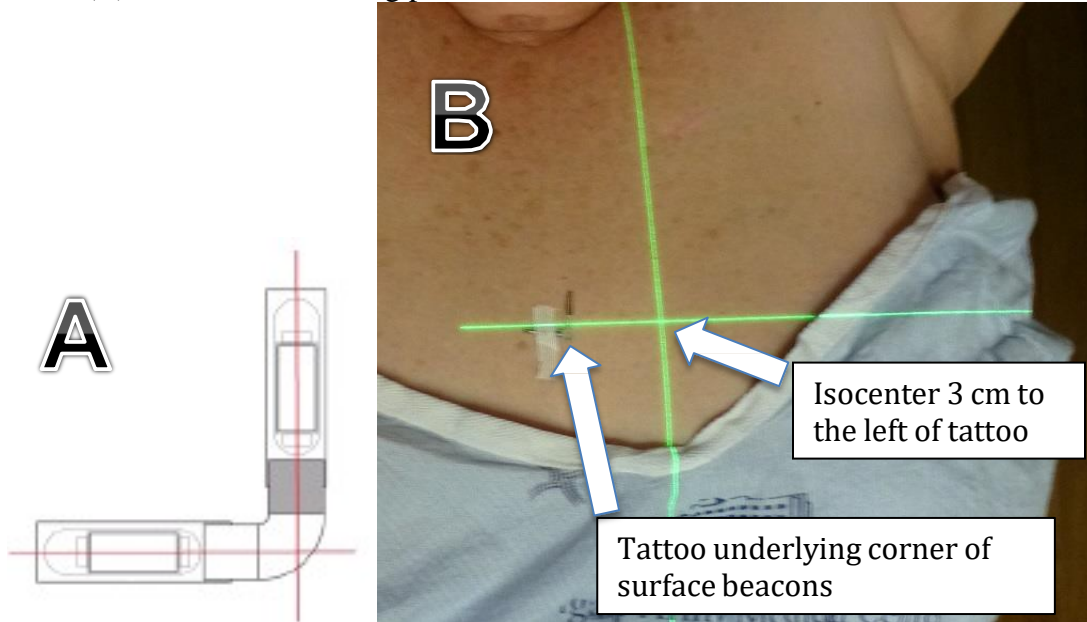 B
A
Isocenter 3 cm to
the left of tattoo
Tattoo underlying corner of
surface beacons